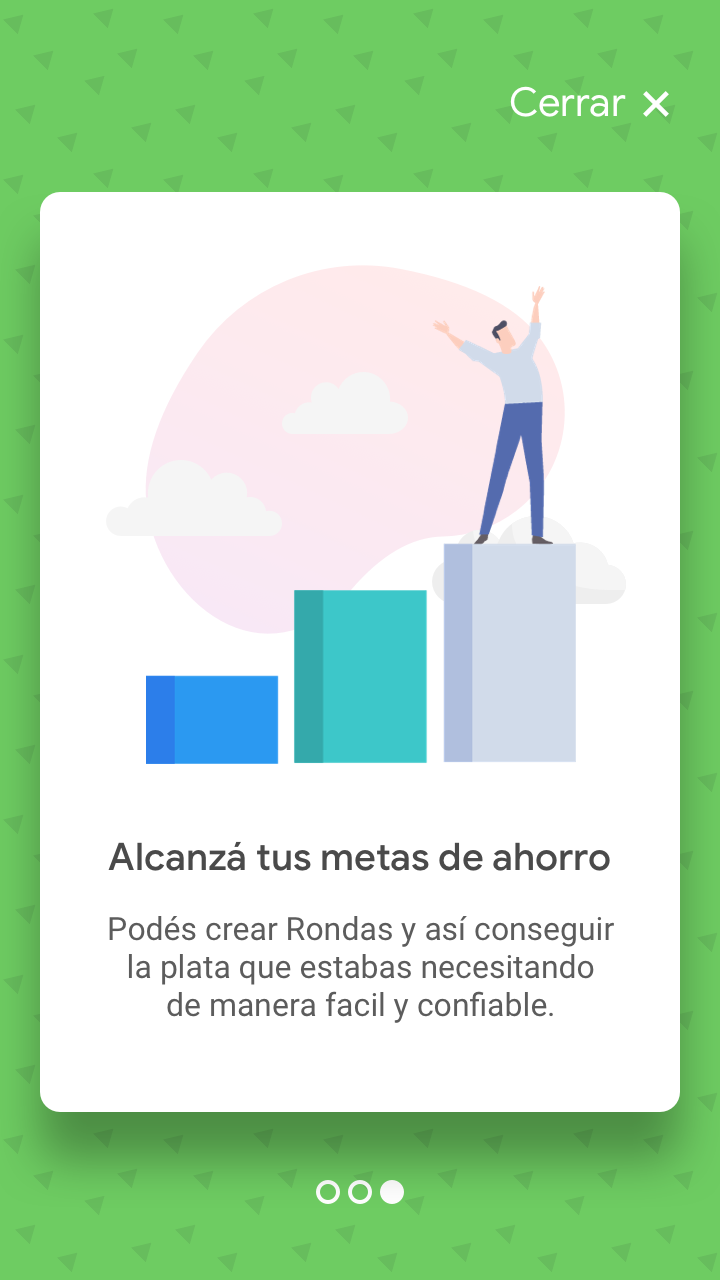 Cerrar ×
Alcanzá tus metas de ahorro
Podés crear Rondas y así conseguir
la plata que estabas necesitando
de manera facil y confiable.